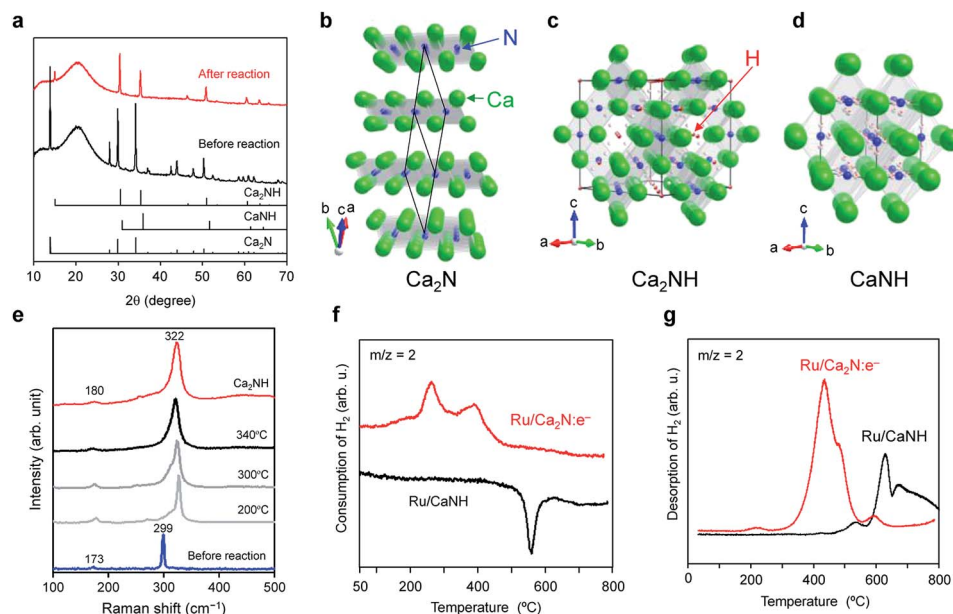 a
After reaction
Before reaction
Ca₂NH
CaNH
Ca₂N
10 20 30 40 50 60 70
2θ (degree)
b
N
Ca
b c a
Ca₂N
c
H
c
a b
Ca₂NH
d
c
a b
CaNH
e
Intensity (arb. unit)
322
180
Ca₂NH
340°C
300°C
200°C
299
173
Before reaction
100 200 300 400 500
Raman shift (cm⁻¹)
f
Consumption of H₂ (arb. u.)
m/z = 2
Ru/Ca₂N:e⁻
Ru/CaNH
50 200 400 600 800
Temperature (ºC)
g
Desorption of H₂ (arb. u.)
m/z = 2
Ru/Ca₂N:e⁻
Ru/CaNH
0 200 400 600 800
Temperature (ºC)